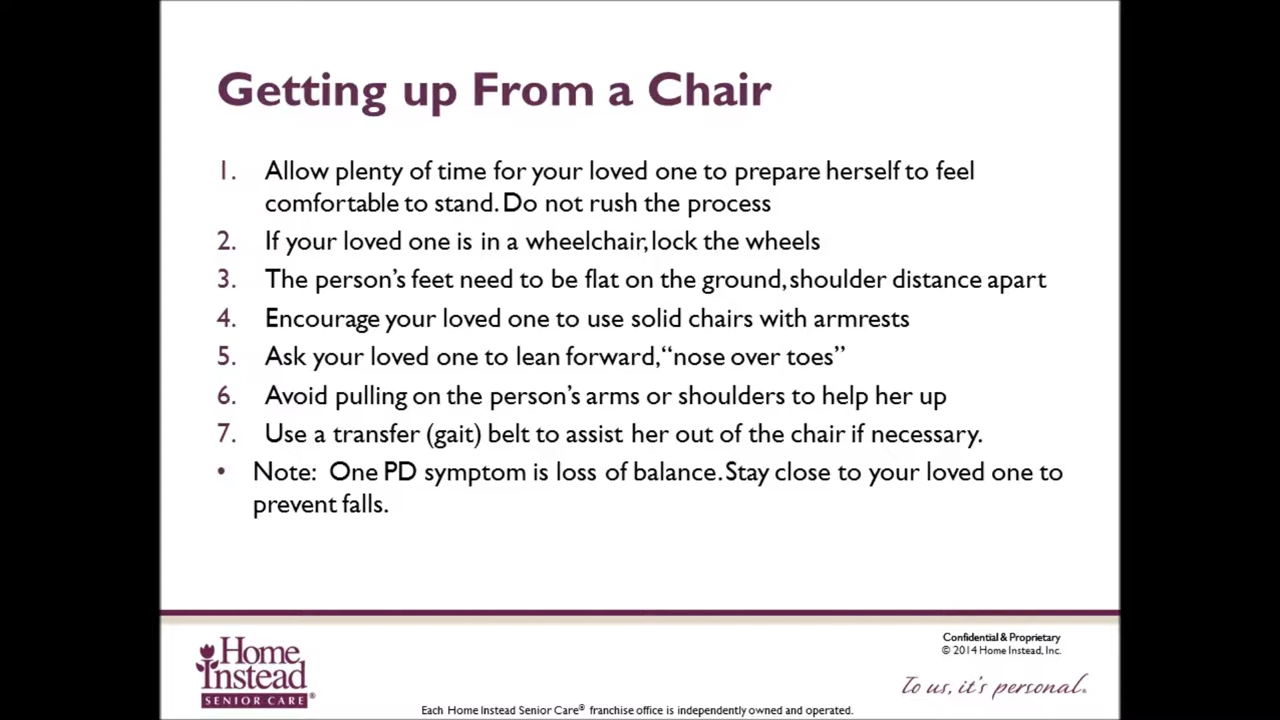 Getting up From a Chair
1. Allow plenty of time for your loved one to prepare herself to feel
comfortable to stand. Do not rush the process
2. If your loved one is in a wheelchair, lock the wheels
3. The person's feet need to be flat on the ground, shoulder distance apart
4. Encourage your loved one to use solid chairs with armrests
5. Ask your loved one to lean forward, “nose over toes”
6. Avoid pulling on the person's arms or shoulders to help her up
7. Use a transfer (gait) belt to assist her out of the chair if necessary.
• Note: One PD symptom is loss of balance. Stay close to your loved one to
prevent falls.
Home
Instead
SENIOR CARE®
Confidential & Proprietary
© 2014 Home Instead, Inc.
To us, it's personal.
Each Home Instead Senior Care® franchise office is independently owned and operated.